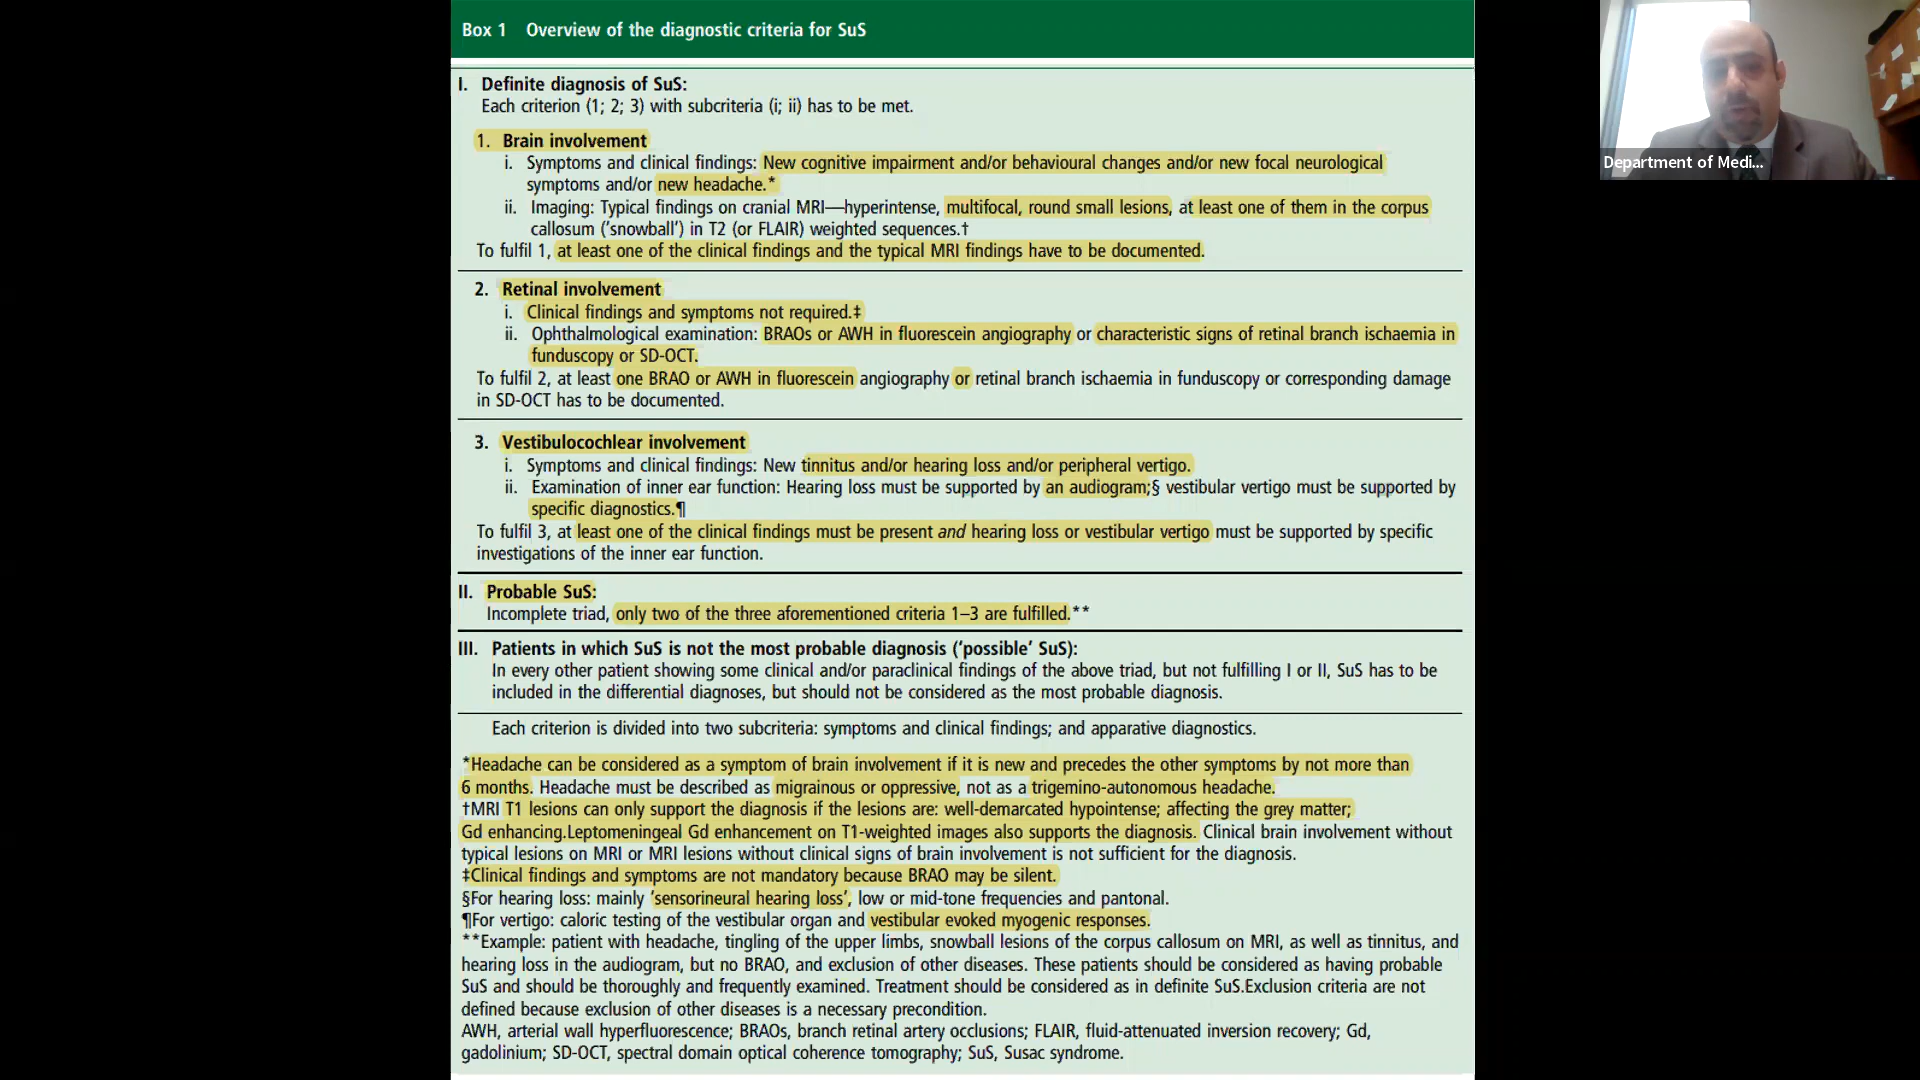 Box 1 Overview of the diagnostic criteria for SuS
I. Definite diagnosis of SuS:
Each criterion (1; 2; 3) with subcriteria (i; ii) has to be met.
1. Brain involvement
i. Symptoms and clinical findings: New cognitive impairment and/or behavioural changes and/or new focal neurological
symptoms and/or new headache.*
ii. Imaging: Typical findings on cranial MRI—hyperintense, multifocal, round small lesions, at least one of them in the corpus
callosum (‘snowball’) in T2 (or FLAIR) weighted sequences.†
To fulfil 1, at least one of the clinical findings and the typical MRI findings have to be documented.
2. Retinal involvement
i. Clinical findings and symptoms not required.‡
ii. Ophthalmological examination: BRAOs or AWH in fluorescein angiography or characteristic signs of retinal branch ischaemia in
funduscopy or SD-OCT.
To fulfil 2, at least one BRAO or AWH in fluorescein angiography or retinal branch ischaemia in funduscopy or corresponding damage
in SD-OCT has to be documented.
3. Vestibulocochlear involvement
i. Symptoms and clinical findings: New tinnitus and/or hearing loss and/or peripheral vertigo.
ii. Examination of inner ear function: Hearing loss must be supported by an audiogram;§ vestibular vertigo must be supported by
specific diagnostics.¶
To fulfil 3, at least one of the clinical findings must be present and hearing loss or vestibular vertigo must be supported by specific
investigations of the inner ear function.
II. Probable SuS:
Incomplete triad, only two of the three aforementioned criteria 1–3 are fulfilled.**
III. Patients in which SuS is not the most probable diagnosis (‘possible’ SuS):
In every other patient showing some clinical and/or paraclinical findings of the above triad, but not fulfilling I or II, SuS has to be
included in the differential diagnoses, but should not be considered as the most probable diagnosis.
Each criterion is divided into two subcriteria: symptoms and clinical findings; and apparative diagnostics.
*Headache can be considered as a symptom of brain involvement if it is new and precedes the other symptoms by not more than
6 months. Headache must be described as migrainous or oppressive, not as a trigemino-autonomous headache.
†MRI T1 lesions can only support the diagnosis if the lesions are: well-demarcated hypointense; affecting the grey matter;
Gd enhancing.Leptomeningeal Gd enhancement on T1-weighted images also supports the diagnosis. Clinical brain involvement without
typical lesions on MRI or MRI lesions without clinical signs of brain involvement is not sufficient for the diagnosis.
‡Clinical findings and symptoms are not mandatory because BRAO may be silent.
§For hearing loss: mainly ‘sensorineural hearing loss’, low or mid-tone frequencies and pantonal.
¶For vertigo: caloric testing of the vestibular organ and vestibular evoked myogenic responses.
**Example: patient with headache, tingling of the upper limbs, snowball lesions of the corpus callosum on MRI, as well as tinnitus, and
hearing loss in the audiogram, but no BRAO, and exclusion of other diseases. These patients should be considered as having probable
SuS and should be thoroughly and frequently examined. Treatment should be considered as in definite SuS.Exclusion criteria are not
defined because exclusion of other diseases is a necessary precondition.
AWH, arterial wall hyperfluorescence; BRAOs, branch retinal artery occlusions; FLAIR, fluid-attenuated inversion recovery; Gd,
gadolinium; SD-OCT, spectral domain optical coherence tomography; SuS, Susac syndrome.
Department of Medi...